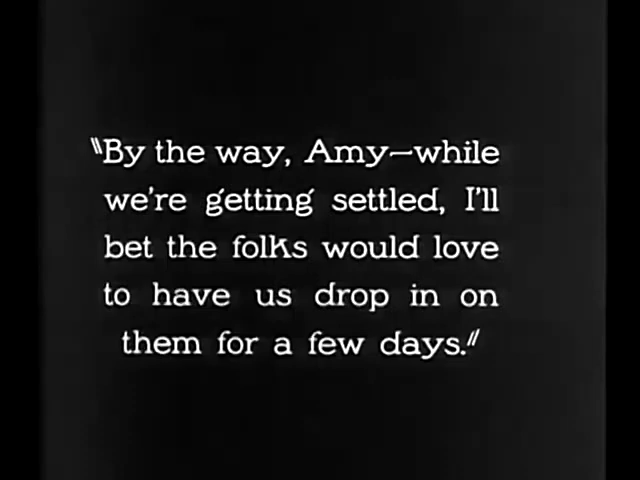 "By the way, Amy—while
we're getting settled, I'll
bet the folks would love
to have us drop in on
them for a few days."